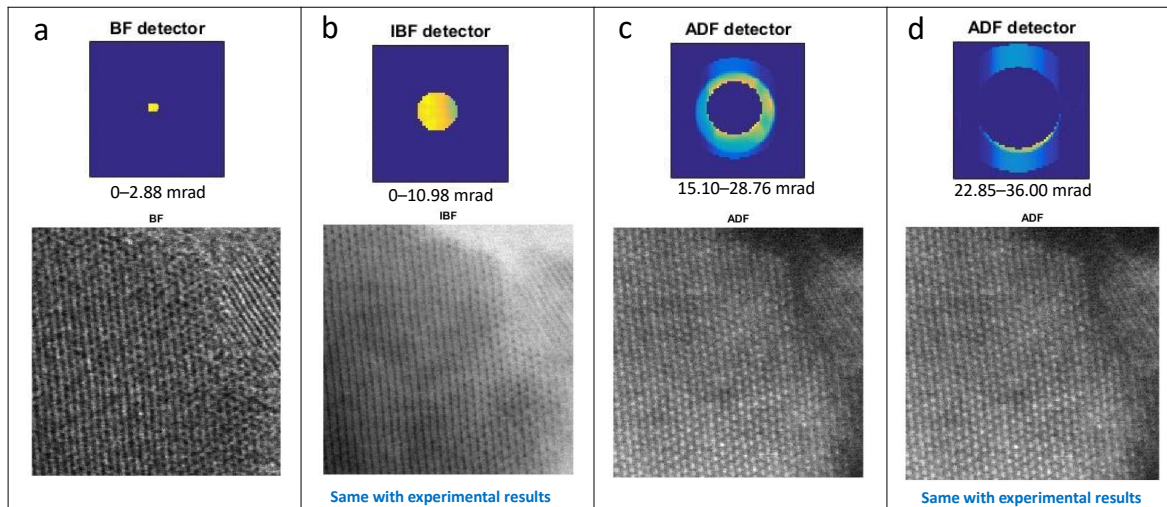 a
BF detector
0–2.88 mrad
BF
b
IBF detector
0–10.98 mrad
IBF
Same with experimental results
c
ADF detector
15.10–28.76 mrad
ADF
d
ADF detector
22.85–36.00 mrad
ADF
Same with experimental results